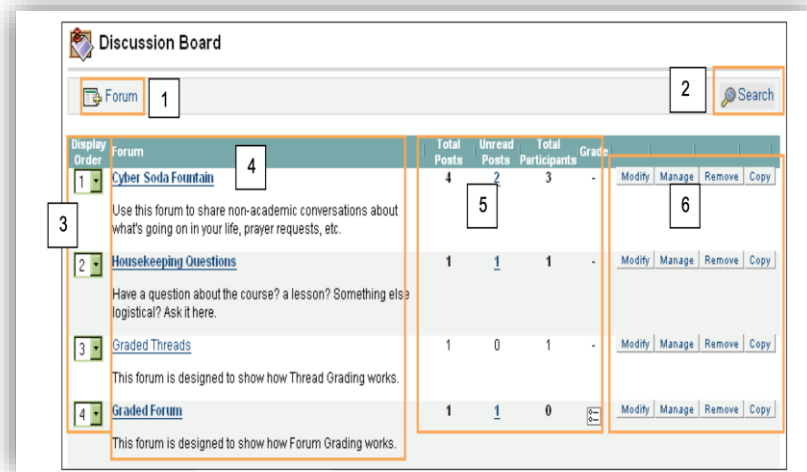 Discussion Board
Forum
1
2
Search
Display Order
Forum
4
Total Posts
Unread Posts
Total Participants
Grade
3
5
6
1
Cyber Soda Fountain
4
2
3
-
Modify Manage Remove Copy
Use this forum to share non-academic conversations about
what's going on in your life, prayer requests, etc.
2
Housekeeping Questions
1
1
1
-
Modify Manage Remove Copy
Have a question about the course? a lesson? Something else
logistical? Ask it here.
3
Graded Threads
1
0
1
-
Modify Manage Remove Copy
This forum is designed to show how Thread Grading works.
4
Graded Forum
1
1
0
Modify Manage Remove Copy
This forum is designed to show how Forum Grading works.